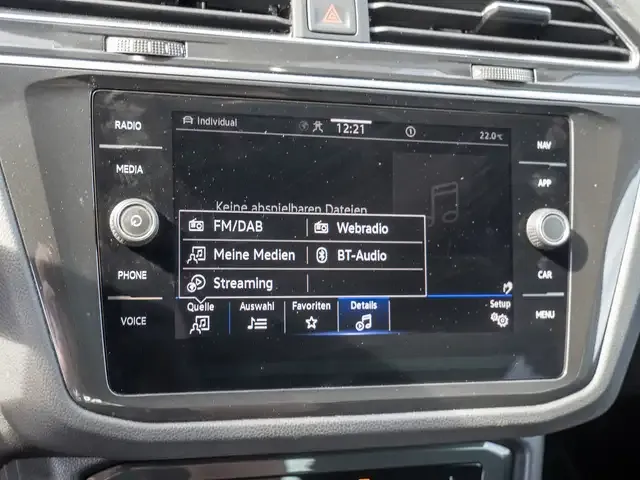 RADIO
MEDIA
PHONE
VOICE
Individual
12:21
22.0°C
Keine abspielbaren Dateien
FM/DAB
Webradio
Meine Medien
BT-Audio
Streaming
Quelle
Auswahl
Favoriten
Details
Setup
NAV
APP
CAR
MENU